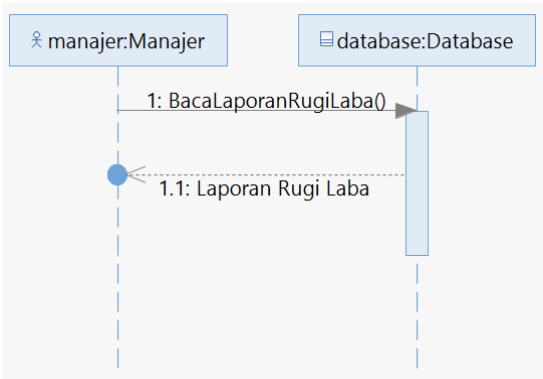 manajer:Manajer
database:Database
1: BacaLaporanRugiLaba()
1.1: Laporan Rugi Laba